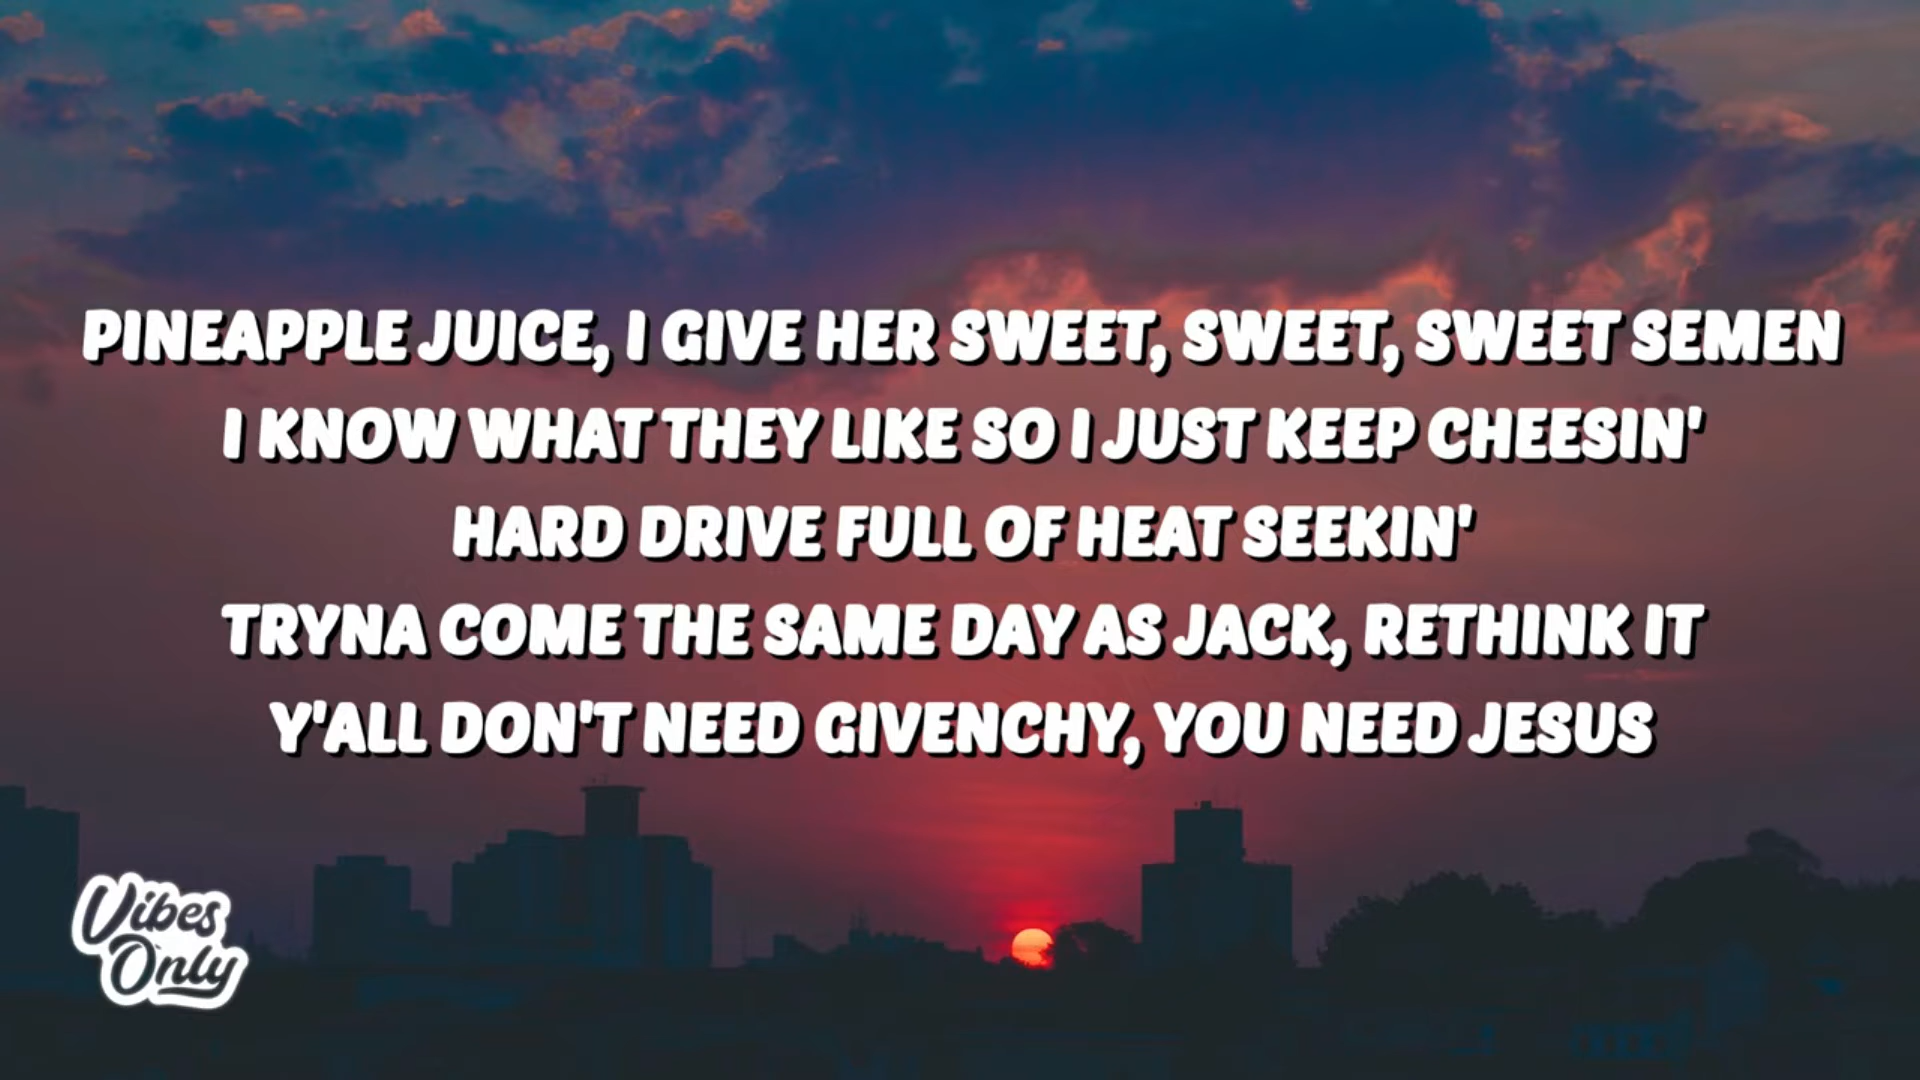 PINEAPPLE JUICE, I GIVE HER SWEET, SWEET, SWEET SEMEN
I KNOW WHAT THEY LIKE SO I JUST KEEP CHEESIN'
HARD DRIVE FULL OF HEAT SEEKIN'
TRYNA COME THE SAME DAY AS JACK, RETHINK IT
Y'ALL DON'T NEED GIVENCHY, YOU NEED JESUS
Vibes
Only